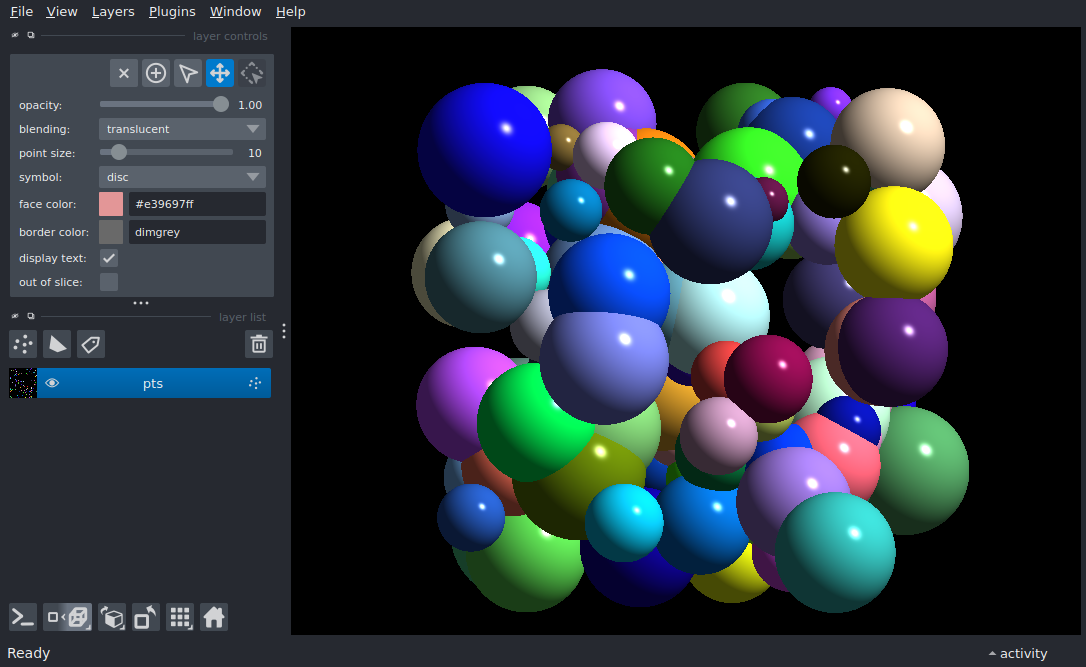 File View Layers Plugins Window Help
layer controls
opacity: 1.00
blending: translucent
point size: 10
symbol: disc
face color: #e39697ff
border color: dimgrey
display text:
out of slice:
layer list
pts
Ready
activity